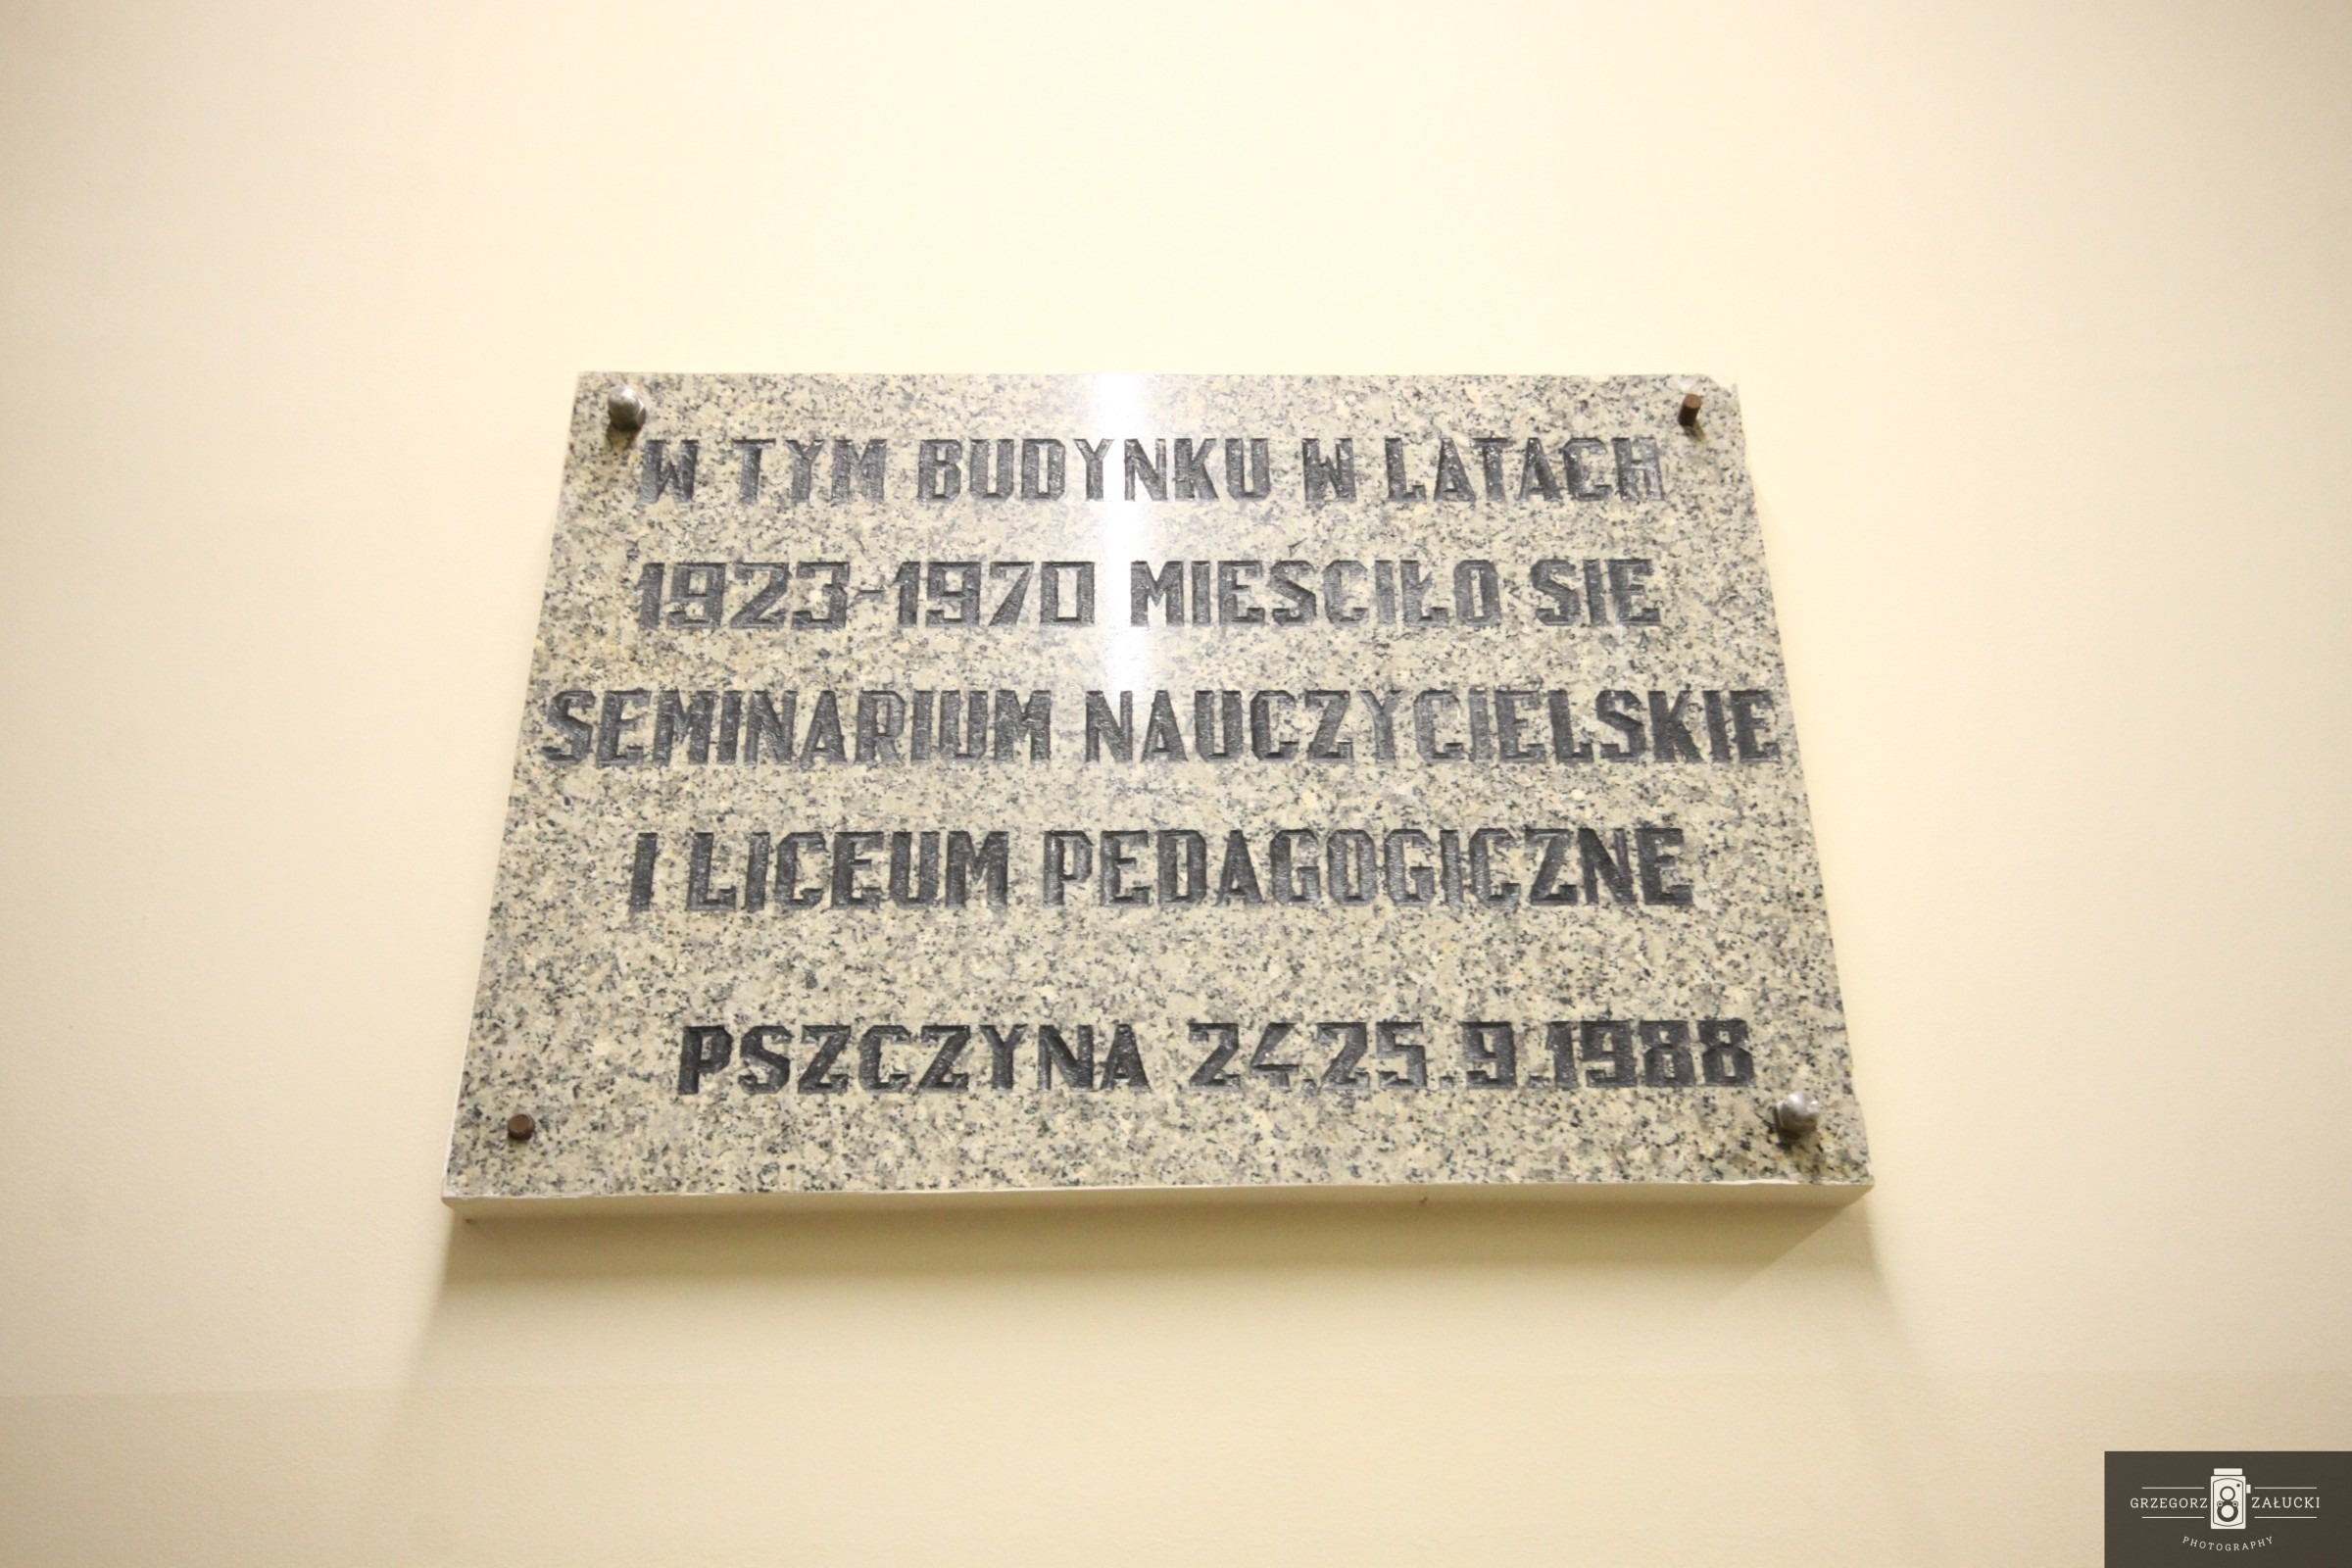 W TYM BUDYNKU W LATACH
1923-1970 MIEŚCIŁO SIĘ
SEMINARIUM NAUCZYCIELSKIE
I LICEUM PEDAGOGICZNE
PSZCZYNA 24.25.9.1988
GRZEGORZ ZAŁUCKI
PHOTOGRAPHY